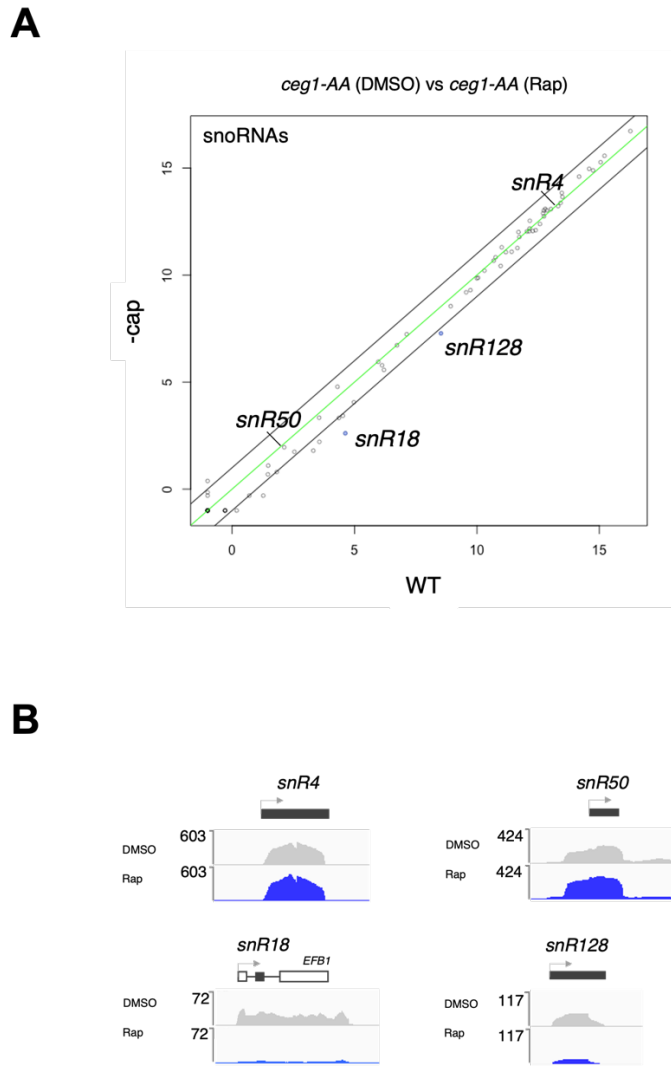 A
ceg1-AA (DMSO) vs ceg1-AA (Rap)
snoRNAs
snR4
snR128
snR50
snR18
-cap
15
10
5
0
0 5 10 15
WT
B
snR4
DMSO 603
Rap 603
snR50
DMSO 424
Rap 424
snR18
EFB1
DMSO 72
Rap 72
snR128
DMSO 117
Rap 117